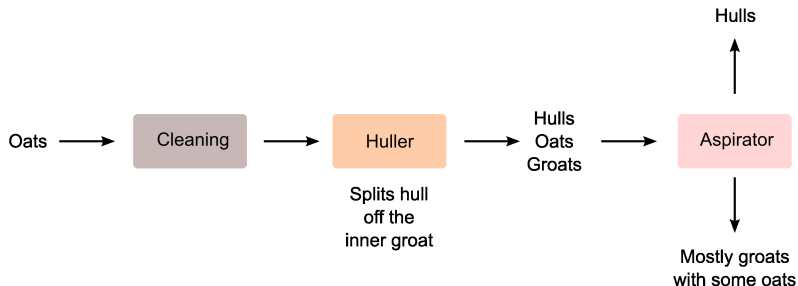 Hulls
Oats
Cleaning
Huller
Hulls
Oats
Groats
Aspirator
Splits hull
off the
inner groat
Mostly groats
with some oats